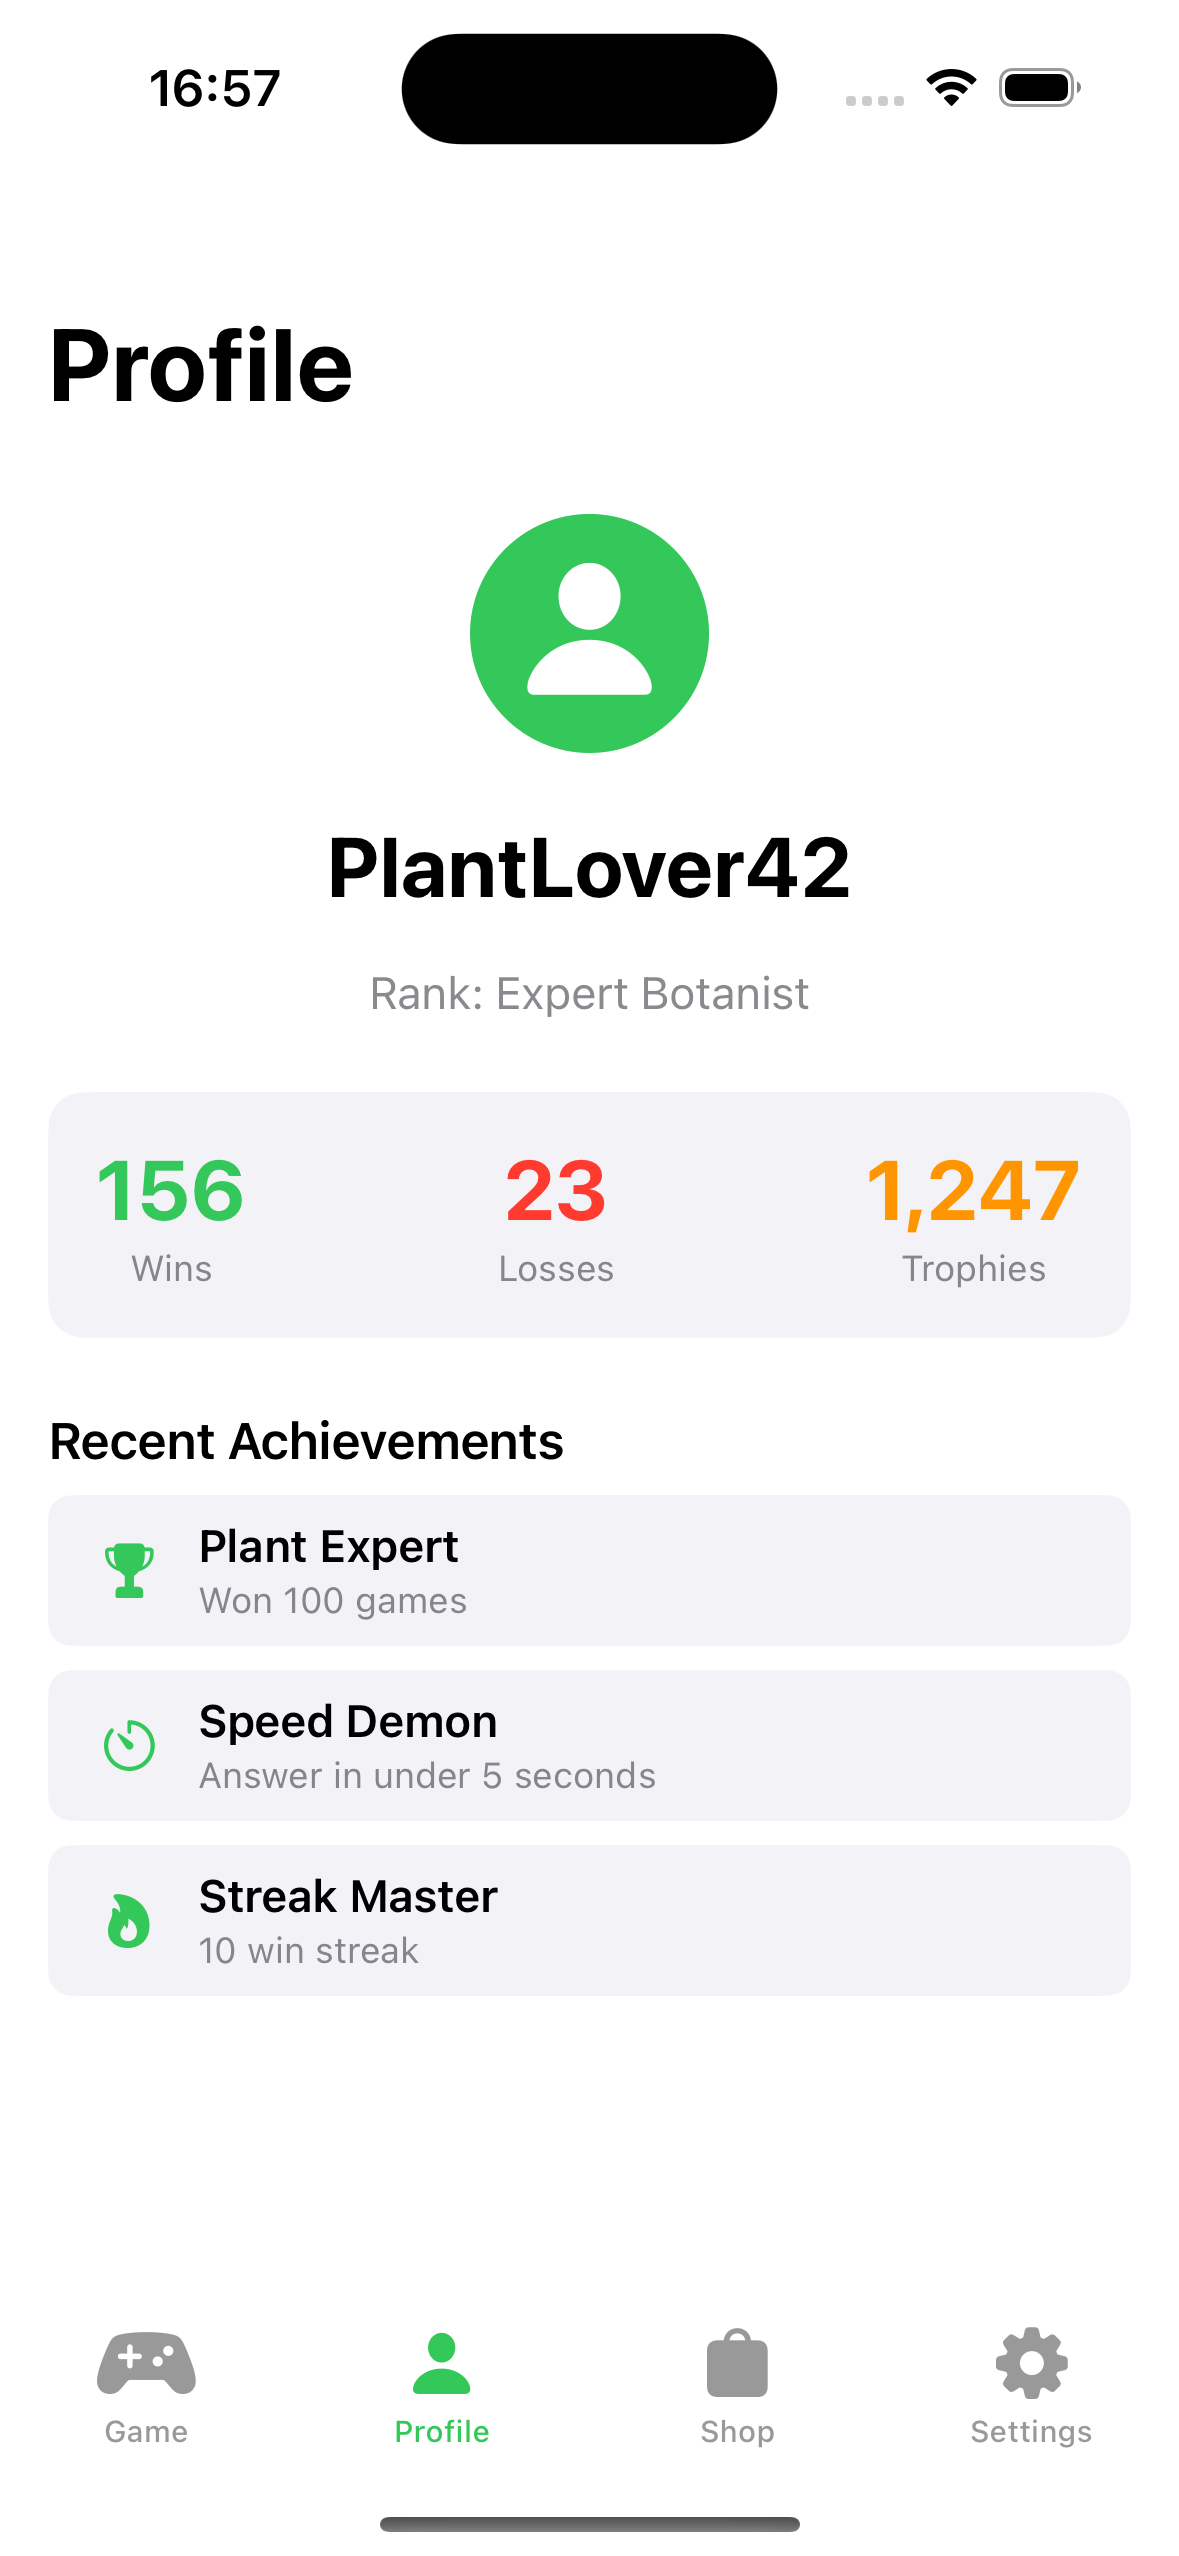 16:57
Profile
PlantLover42
Rank: Expert Botanist
156 23 1,247
Wins Losses Trophies
Recent Achievements
Plant Expert
Won 100 games
Speed Demon
Answer in under 5 seconds
Streak Master
10 win streak
Game Profile Shop Settings